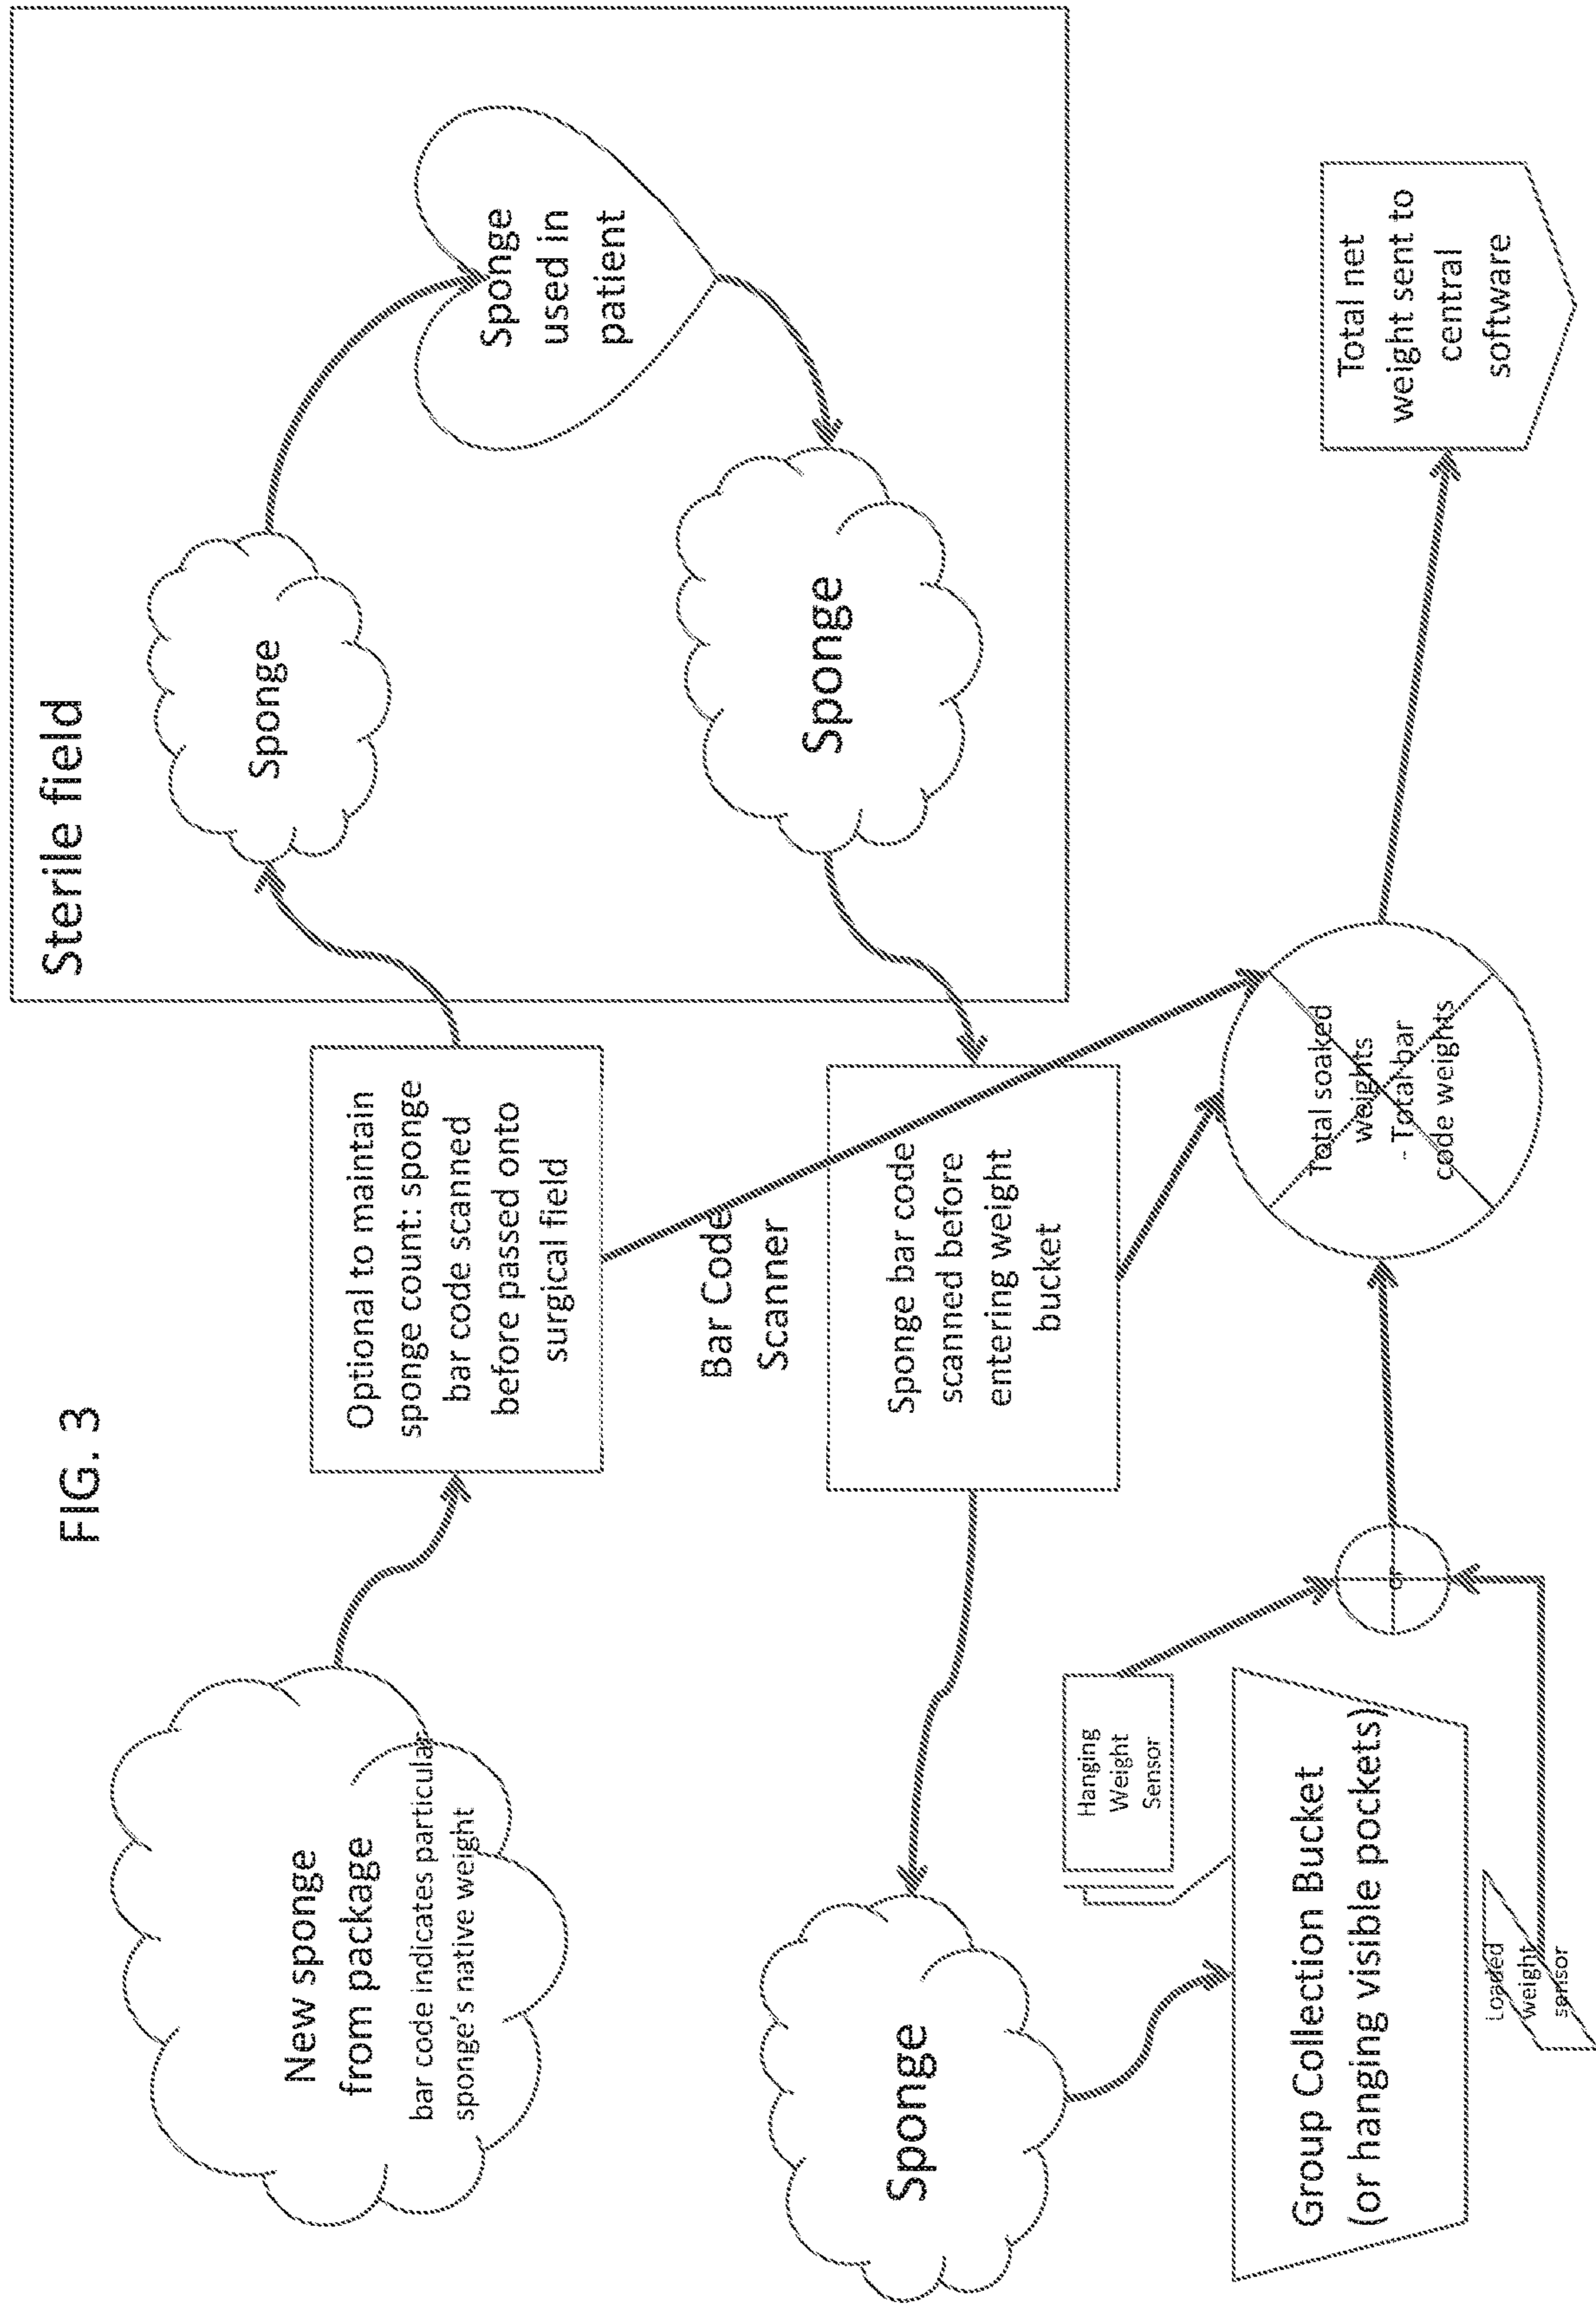 FIG. 3
Sterile field
New sponge
from package
bar code indicates particular
sponge's native weight
Optional to maintain
sponge count: sponge
bar code scanned
before passed onto
surgical field
Sponge
Sponge
used in
patient
Sponge
Bar Code
Scanner
Sponge bar code
scanned before
entering weight
bucket
Sponge
Hanging
Weight
Sensor
Group Collection Bucket
(or hanging visible pockets)
Loaded
weight
sensor
or
Total soaked
weights
- Total bar
code weights
Total net
weight sent to
central
software